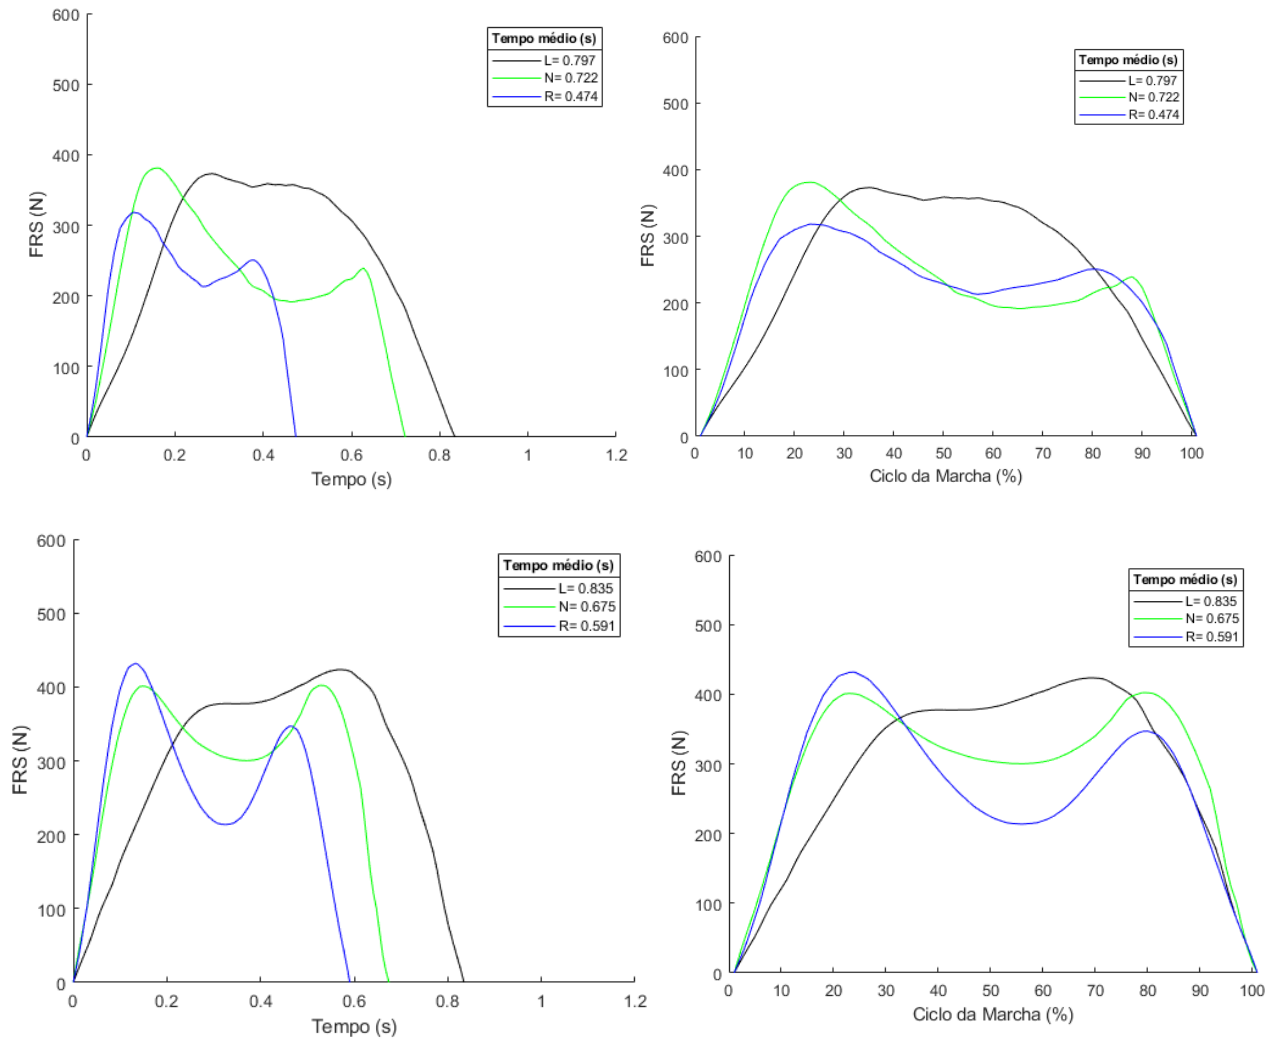 600
500
400
300
200
100
0
FRS (N)
0
0.2
0.4
0.6
0.8
1
1.2
Tempo (s)
Tempo médio (s)
L= 0.797
N= 0.722
R= 0.474
600
500
400
300
200
100
0
FRS (N)
0
10
20
30
40
50
60
70
80
90
100
Ciclo da Marcha (%)
Tempo médio (s)
L= 0.797
N= 0.722
R= 0.474
600
500
400
300
200
100
0
FRS (N)
0
0.2
0.4
0.6
0.8
1
1.2
Tempo (s)
Tempo médio (s)
L= 0.835
N= 0.675
R= 0.591
600
500
400
300
200
100
0
FRS (N)
0
10
20
30
40
50
60
70
80
90
100
Ciclo da Marcha (%)
Tempo médio (s)
L= 0.835
N= 0.675
R= 0.591